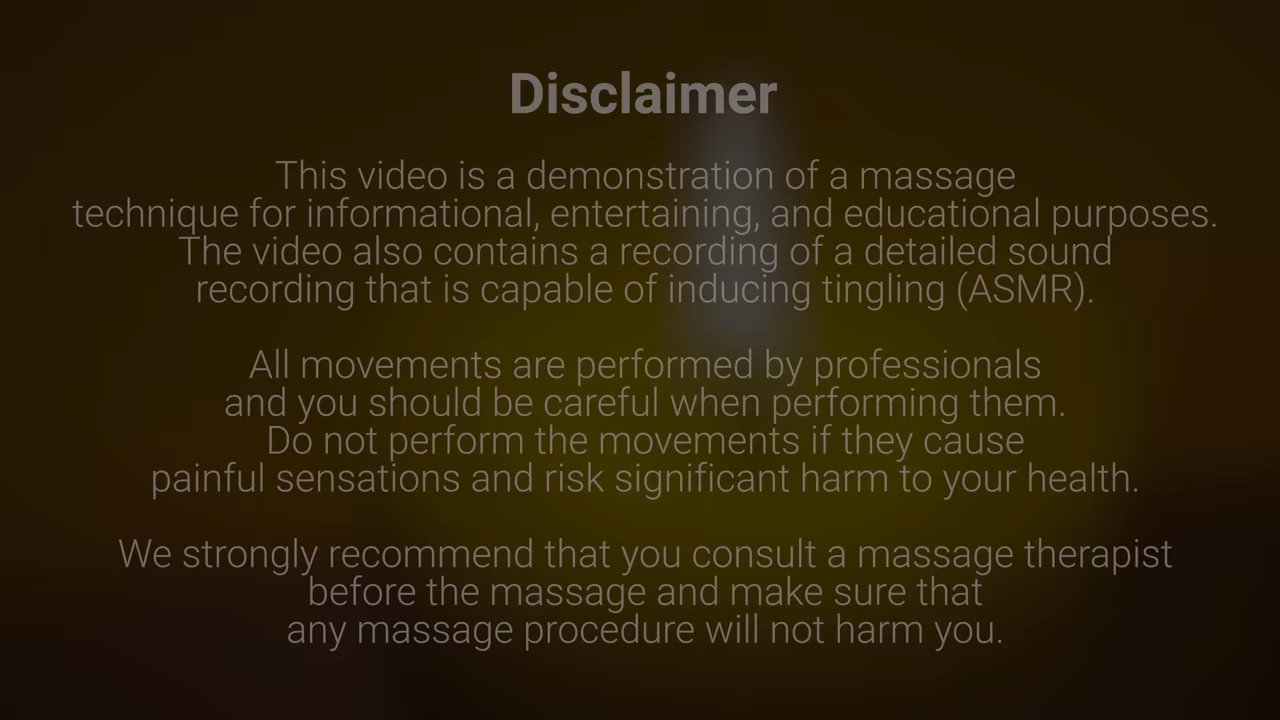 Disclaimer
This video is a demonstration of a massage
technique for informational, entertaining, and educational purposes.
The video also contains a recording of a detailed sound
recording that is capable of inducing tingling (ASMR).
All movements are performed by professionals
and you should be careful when performing them.
Do not perform the movements if they cause
painful sensations and risk significant harm to your health.
We strongly recommend that you consult a massage therapist
before the massage and make sure that
any massage procedure will not harm you.